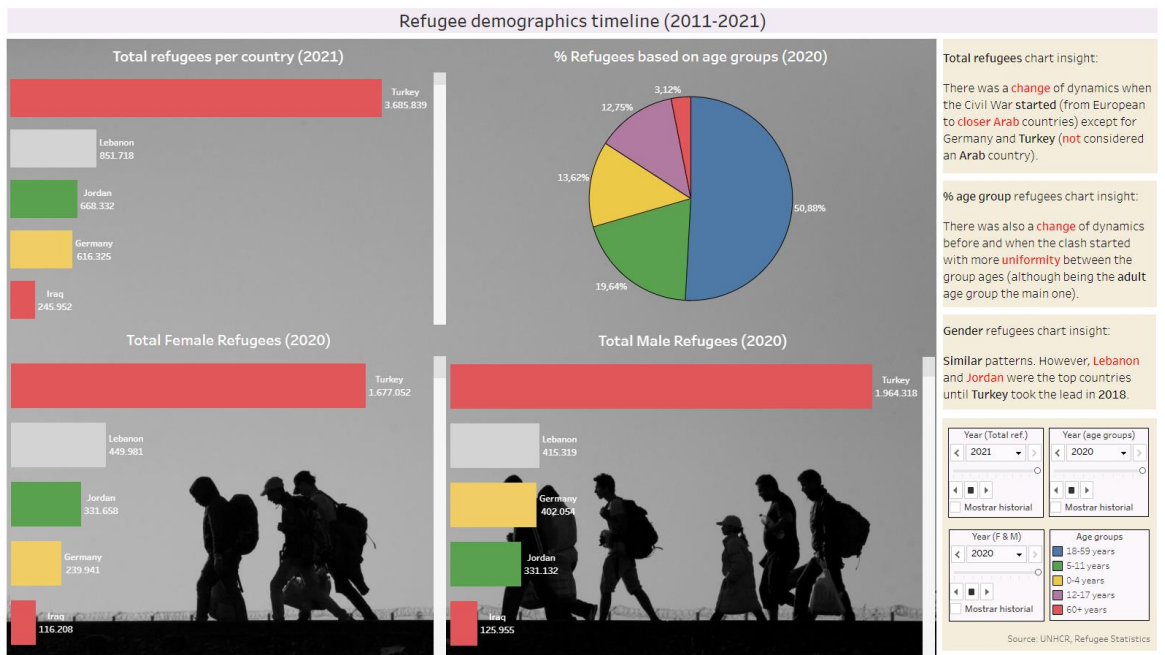 Refugee demographics timeline (2011-2021)
Total refugees per country (2021)
Turkey
3.685.839
Lebanon
851.718
Jordan
668.332
Germany
616.325
Iraq
245.952
% Refugees based on age groups (2020)
3,12%
12,75%
13,62%
50,88%
19,64%
Total Female Refugees (2020)
Turkey
1.677.052
Lebanon
449.981
Jordan
331.658
Germany
239.941
Iraq
116.208
Total Male Refugees (2020)
Turkey
1.964.318
Lebanon
415.319
Germany
402.054
Jordan
331.132
Iraq
125.955
Total refugees chart insight:
There was a change of dynamics when
the Civil War started (from European
to closer Arab countries) except for
Germany and Turkey (not considered
an Arab country).
% age group refugees chart insight:
There was also a change of dynamics
before and when the clash started
with more uniformity between the
group ages (although being the adult
age group the main one).
Gender refugees chart insight:
Similar patterns. However, Lebanon
and Jordan were the top countries
until Turkey took the lead in 2018.
Year (Total ref.)
2021
Mostrar historial
Year (age groups)
2020
Mostrar historial
Year (F & M)
2020
Mostrar historial
Age groups
18-59 years
5-11 years
0-4 years
12-17 years
60+ years
Source: UNHCR, Refugee Statistics